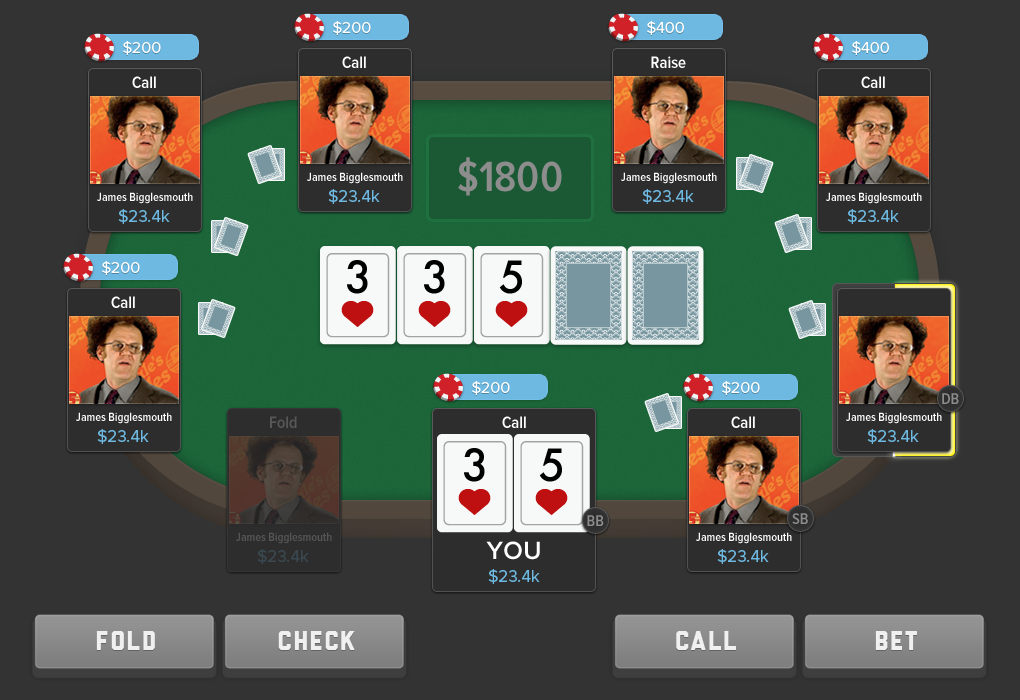 $200
$400
$200
$400
Call
Raise
Call
Call
James Bigglesmouth
$23.4k
James Bigglesmouth
$23.4k
James Bigglesmouth
$23.4k
James Bigglesmouth
$23.4k
$1800
3
3
5
$200
Call
James Bigglesmouth
$23.4k
DB
James Bigglesmouth
$23.4k
Fold
James Bigglesmouth
$23.4k
$200
Call
3
5
BB
YOU
$23.4k
$200
Call
SB
James Bigglesmouth
$23.4k
FOLD
CHECK
CALL
BET